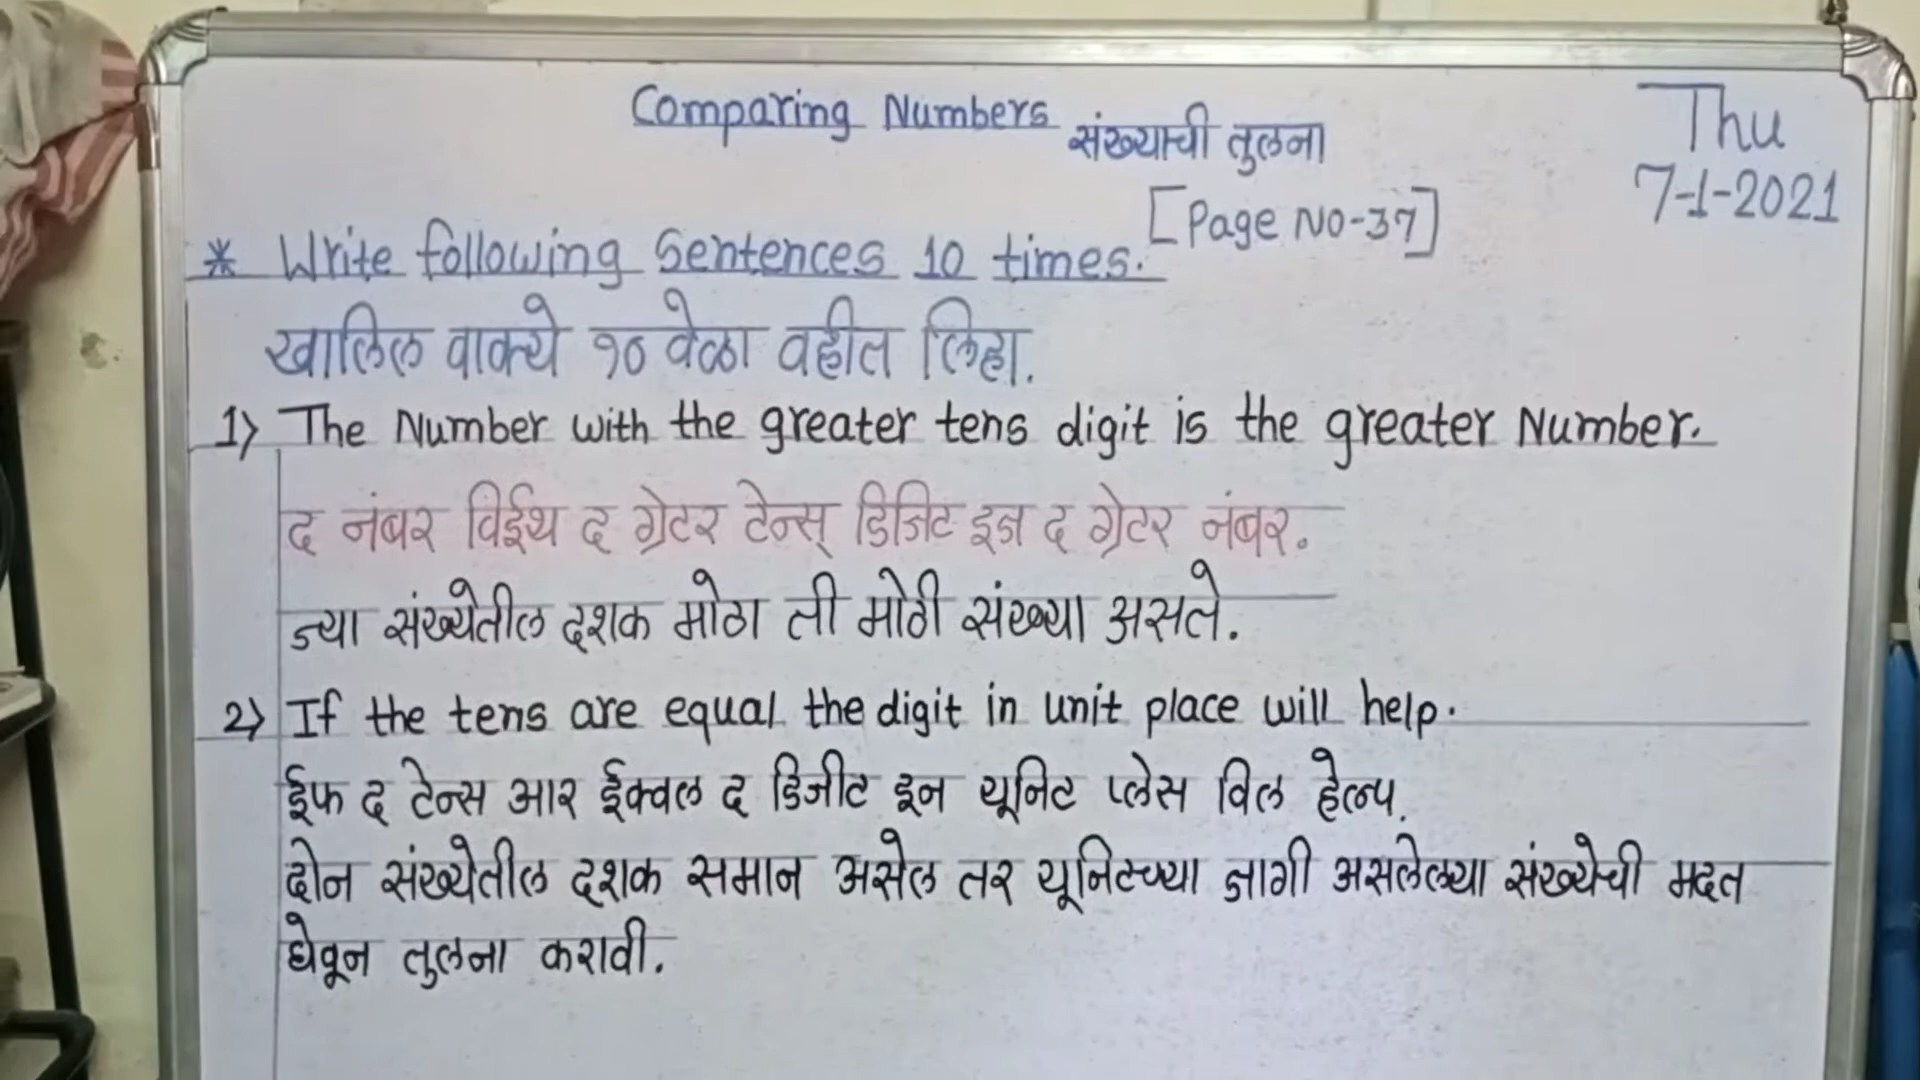 Comparing Numbers संख्याची तुलना
Thu
7-1-2021
[Page No-37]
* Write following Sentences 10 times.
खालिल वाक्ये १० वेळा वहीत लिहा.
1) The Number with the greater tens digit is the greater Number.
द नंबर विईथ द ग्रेटर टेन्स् डिजिट इज द ग्रेटर नंबर.
ज्या संख्येतील दशक मोठा ती मोठी संख्या असते.
2) If the tens are equal the digit in unit place will help.
ईफ द टेन्स आर ईक्वल द डिजीट इन यूनिट प्लेस विल हेल्प.
दोन संख्येतील दशक समान असेल तर यूनिटच्या जागी असलेल्या संख्येची मदत
घेवून तुलना करावी.